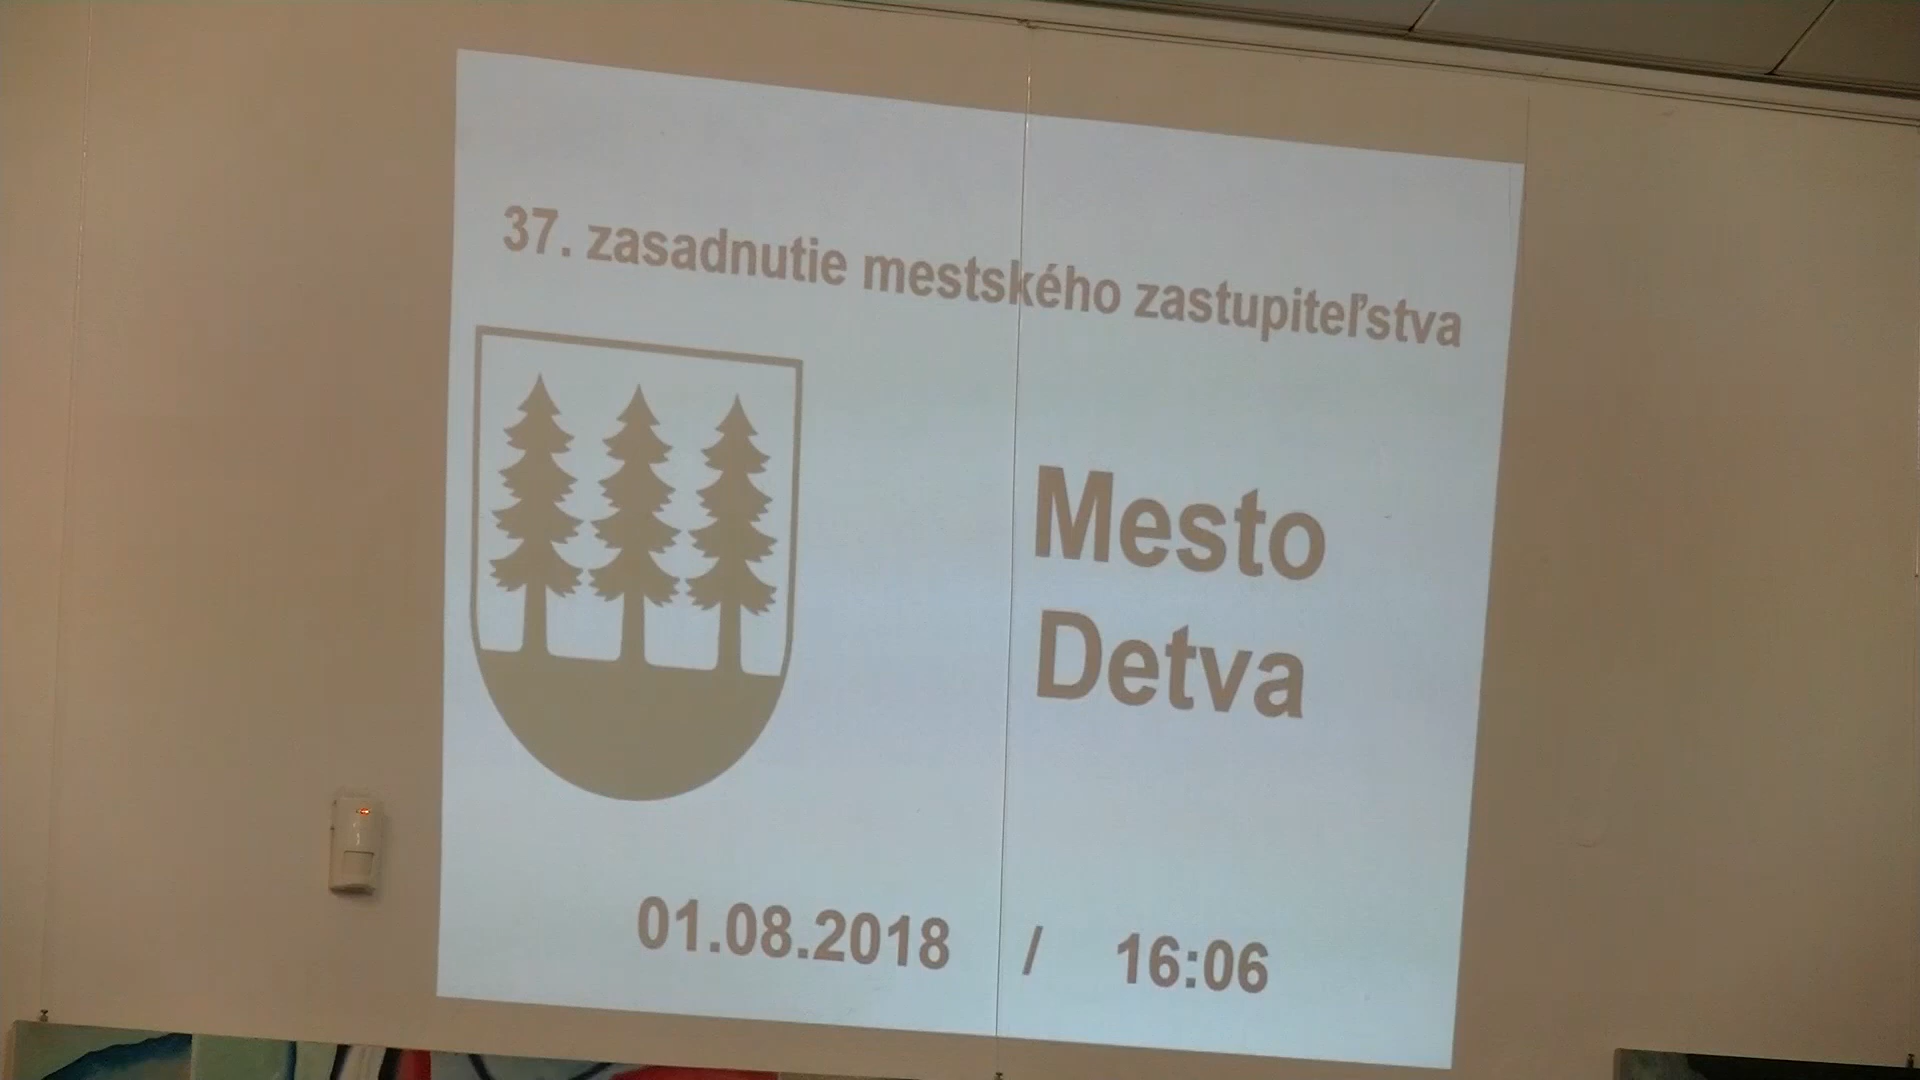 37. zasadnutie mestského zastupiteľstva
Mesto
Detva
01.08.2018 / 16:06